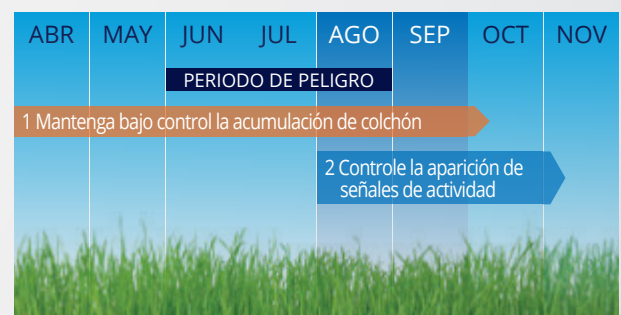 ABR MAY JUN JUL AGO SEP OCT NOV
PERIODO DE PELIGRO
1 Mantenga bajo control la acumulación de colchón
2 Controle la aparición de
señales de actividad